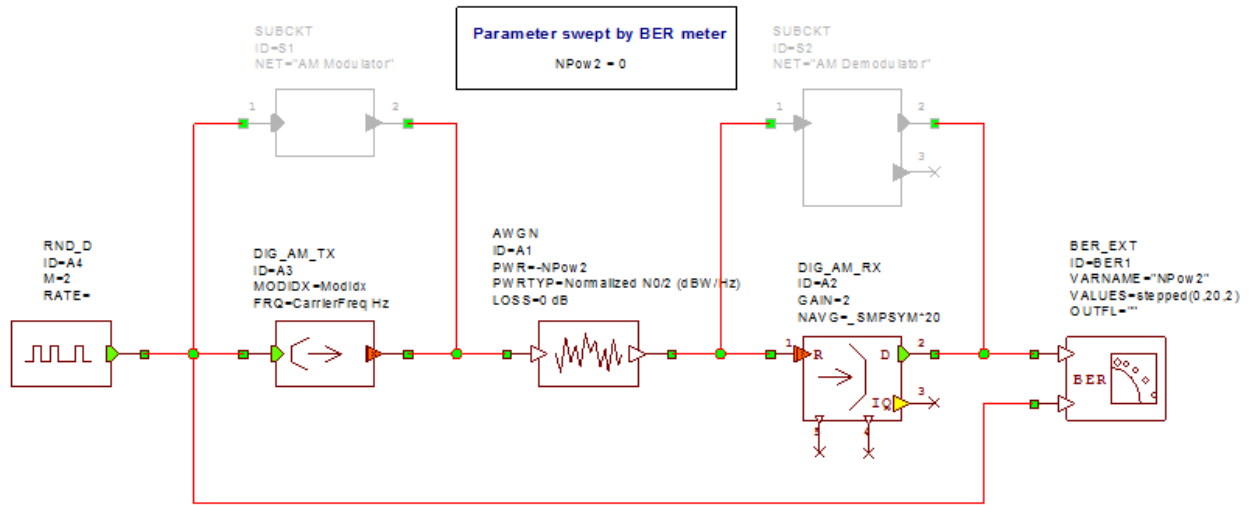 SUBCKT
ID=S1
NET="AM Modulator"
1
2
Parameter swept by BER meter
NPow2 = 0
SUBCKT
ID=S2
NET="AM Demodulator"
1
2
3
RND_D
ID=A4
M=2
RATE=
DIG_AM_TX
ID=A3
MODIDX=ModIdx
FRQ=CarrierFreq Hz
AWGN
ID=A1
PWR=-NPow2
PWRTYP=Normalized N0/2 (dBW/Hz)
LOSS=0 dB
DIG_AM_RX
ID=A2
GAIN=2
NAVG=_SMPSYM*20
BER_EXT
ID=BER1
VARNAME="NPow2"
VALUES=stepped(0,20,2)
OUTFL=""
1
R
D
2
IQ
3
5
4
BER